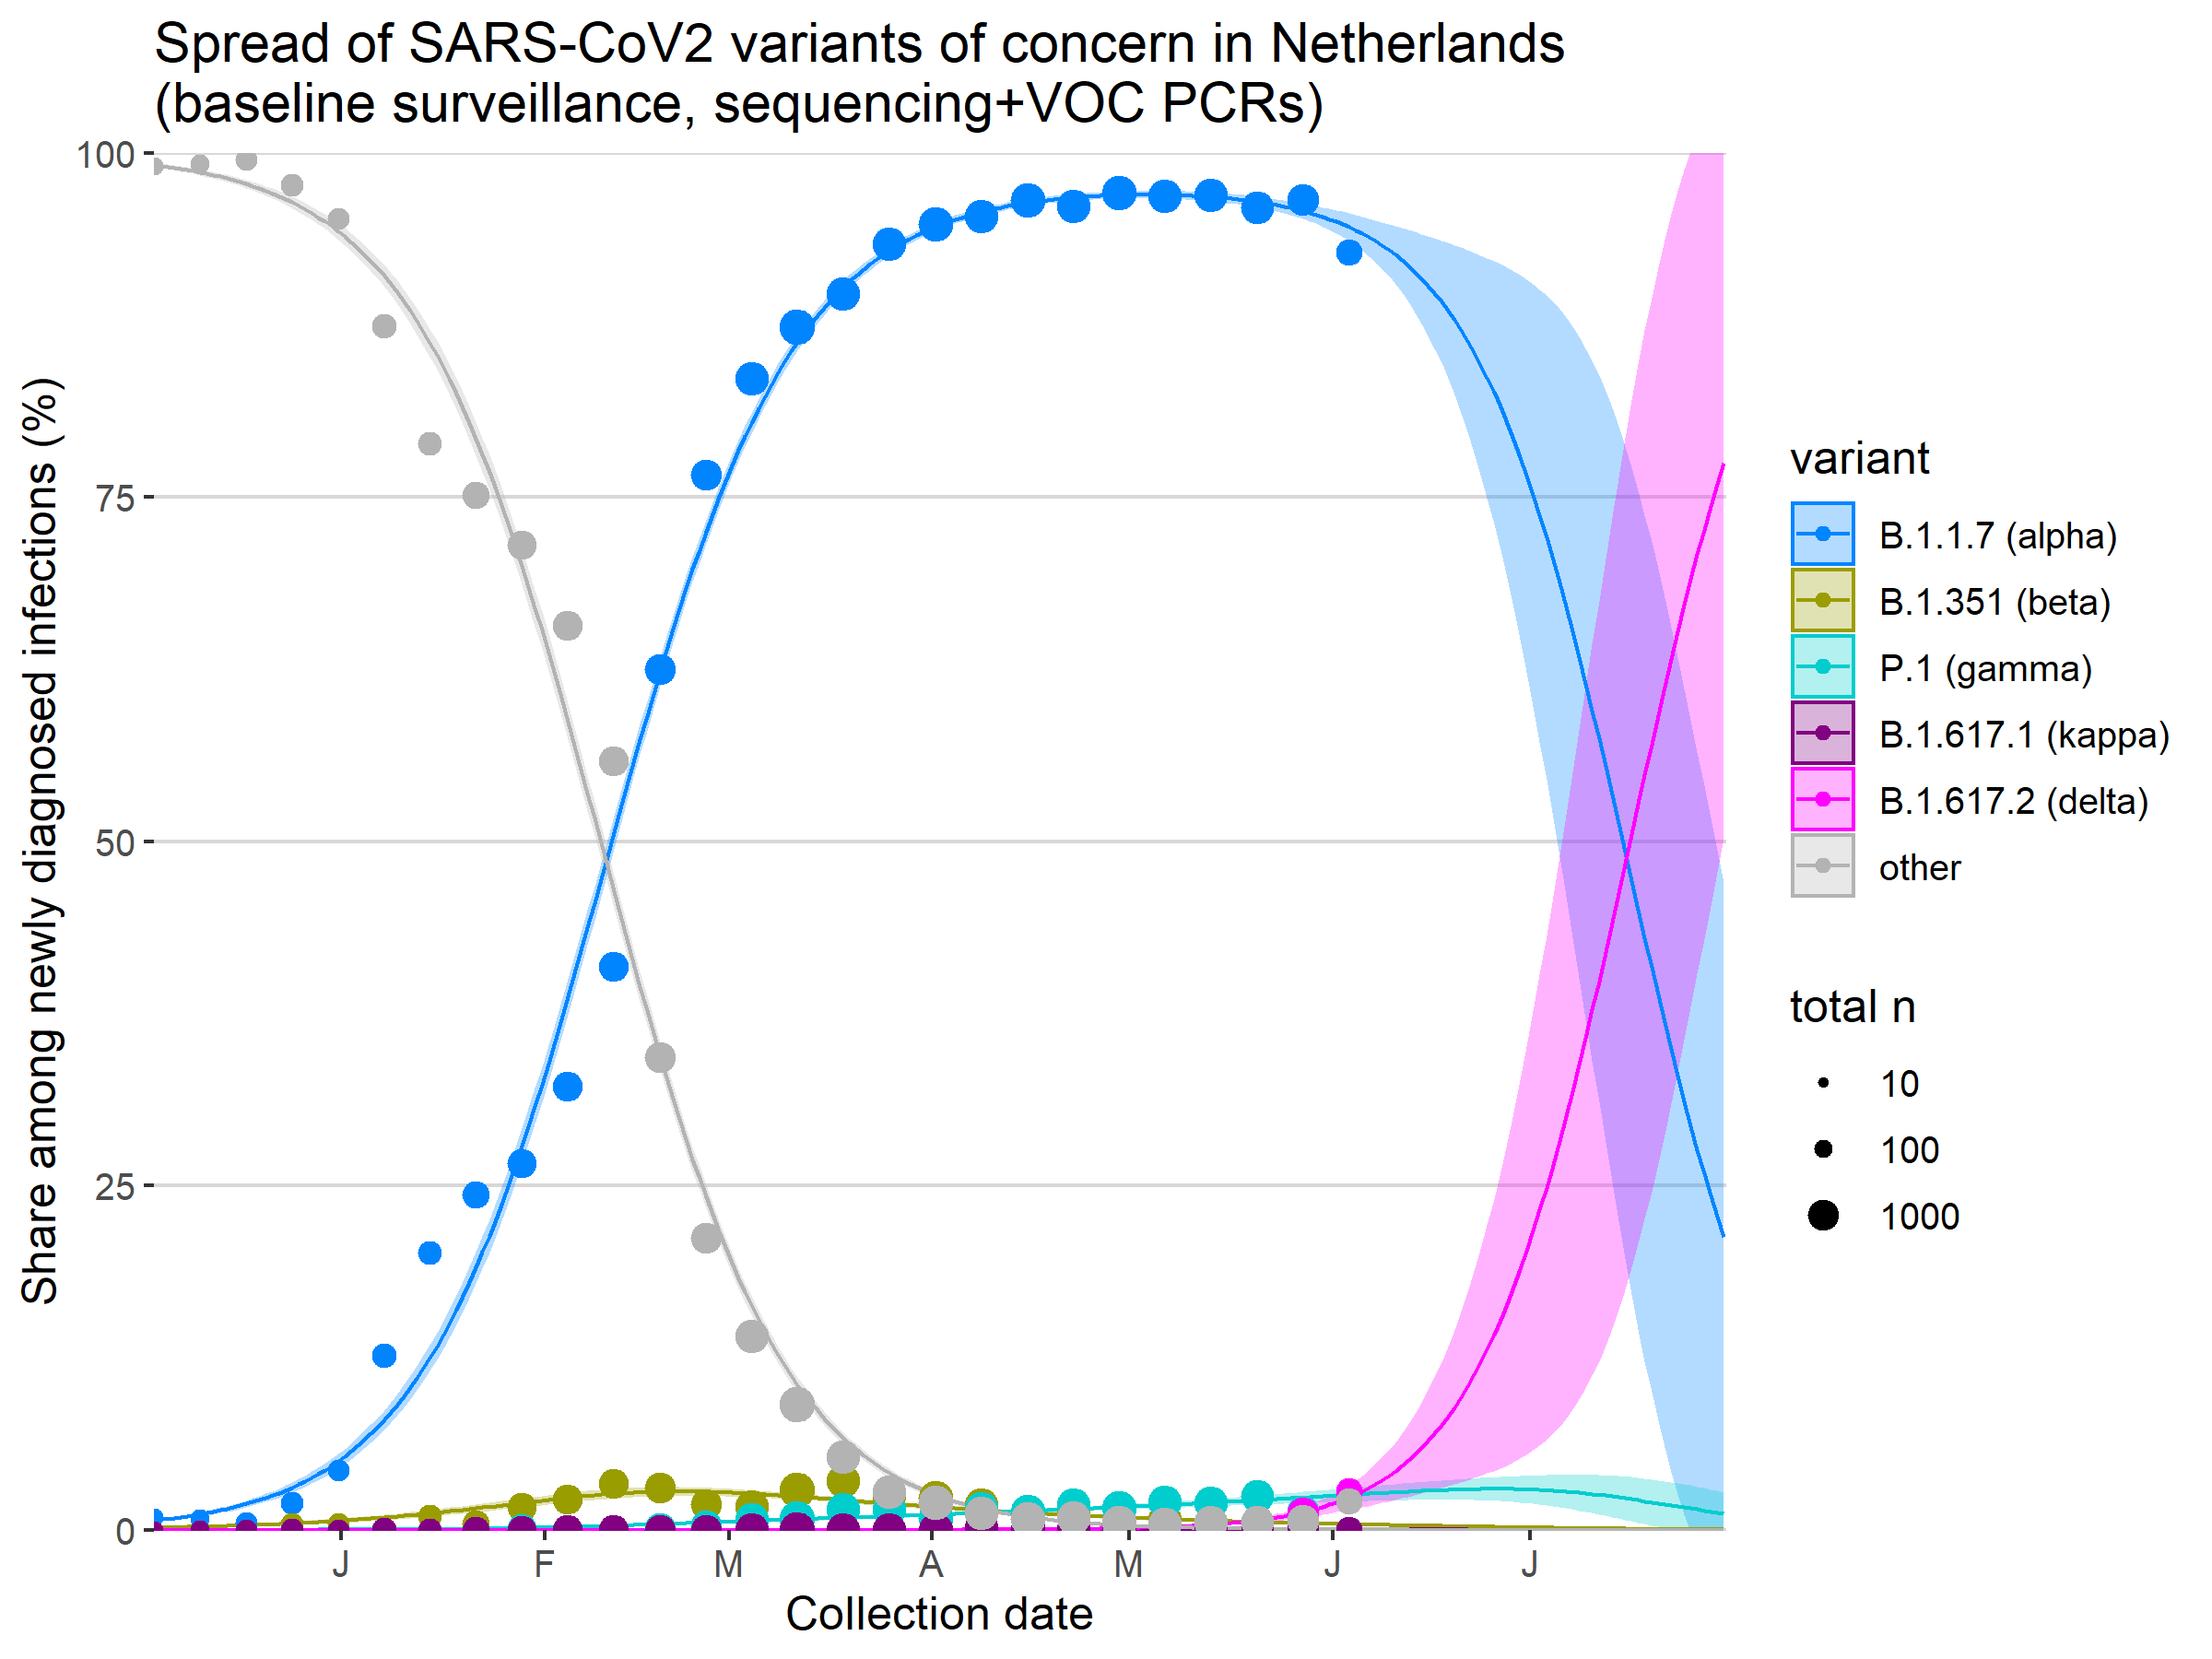 Spread of SARS-CoV2 variants of concern in Netherlands
(baseline surveillance, sequencing+VOC PCRs)
Share among newly diagnosed infections (%)
100
75
50
25
0
J F M A M J J
Collection date
variant
B.1.1.7 (alpha)
B.1.351 (beta)
P.1 (gamma)
B.1.617.1 (kappa)
B.1.617.2 (delta)
other
total n
10
100
1000